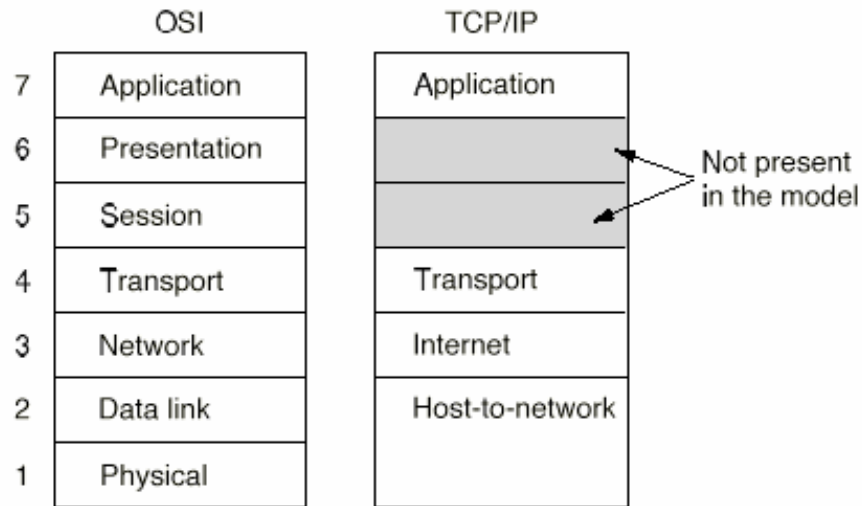 OSI TCP/IP
7 Application Application
6 Presentation
5 Session
Not present
in the model
4 Transport Transport
3 Network Internet
2 Data link Host-to-network
1 Physical